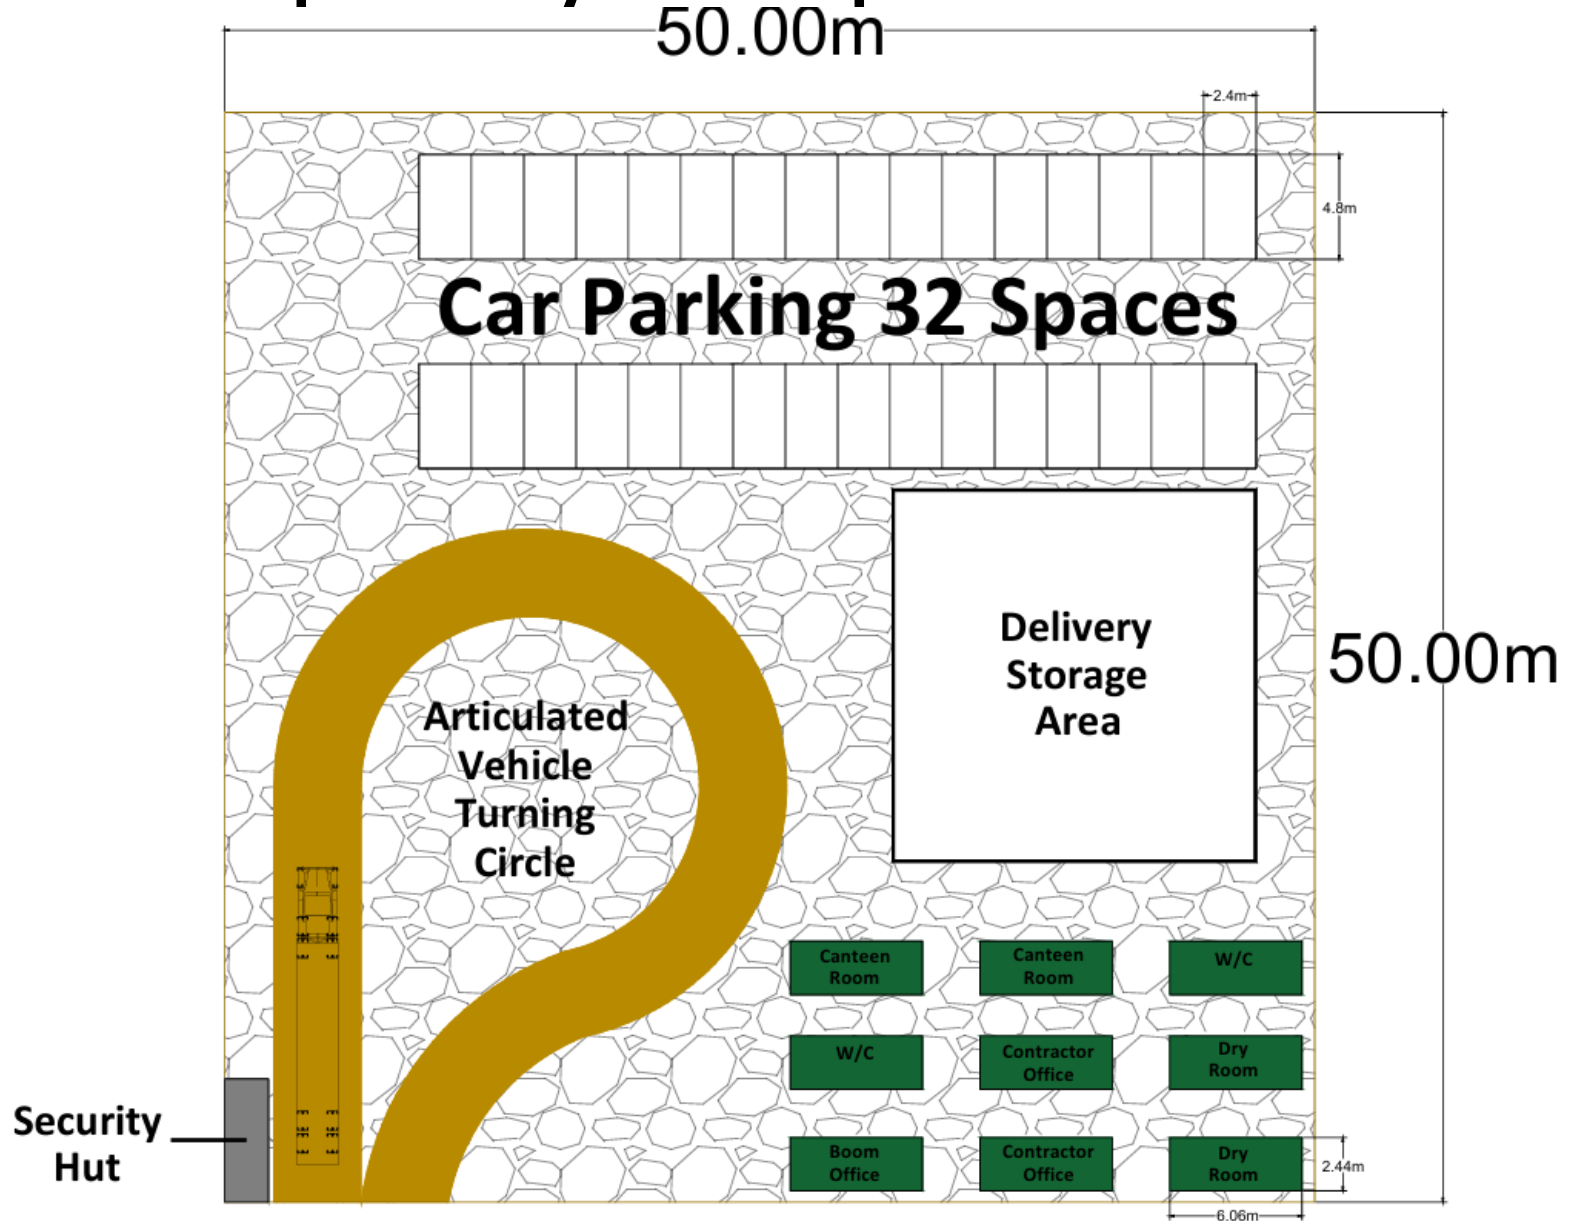 50.00m
2.4m
4.8m
Car Parking 32 Spaces
Delivery
Storage
Area
50.00m
Articulated
Vehicle
Turning
Circle
Canteen
Room
Canteen
Room
W/C
W/C
Contractor
Office
Dry
Room
Security
Hut
Boom
Office
Contractor
Office
Dry
Room
2.44m
6.06m